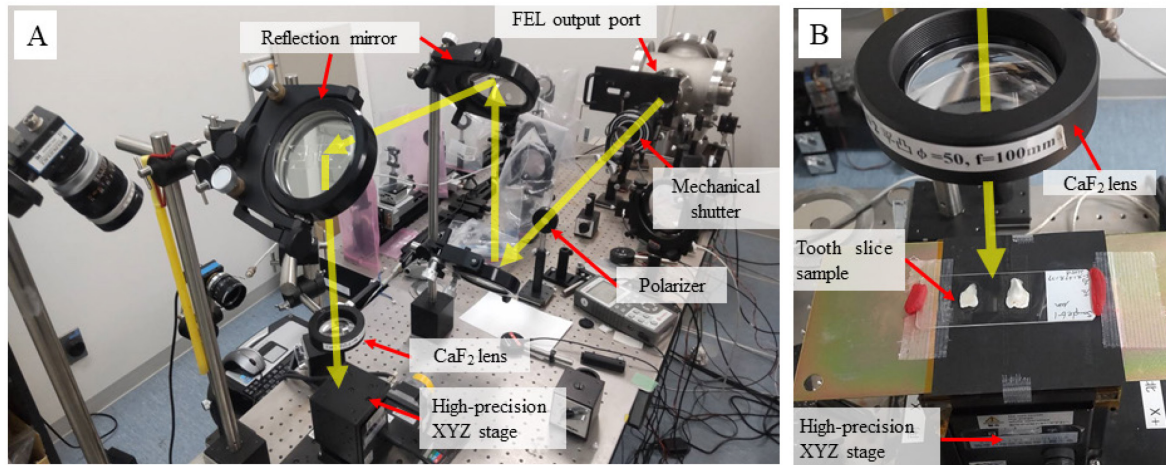 A
Reflection mirror
FEL output port
Mechanical
shutter
Polarizer
CaF₂ lens
High-precision
XYZ stage
B
φ=50, f=100mm
CaF₂ lens
Tooth slice
sample
High-precision
XYZ stage
X+